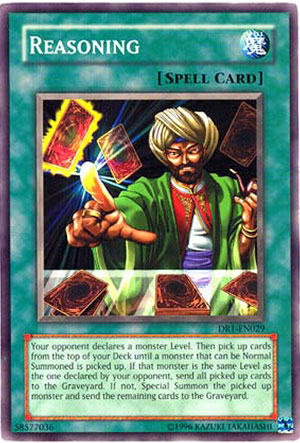 REASONING
魔
[SPELL CARD]
DR1-EN029
Your opponent declares a monster Level. Then pick up cards
from the top of your Deck until a monster that can be Normal
Summoned is picked up. If that monster is the same Level as
the one declared by your opponent, send all picked up cards
to the Graveyard. If not, Special Summon the picked up
monster and send the remaining cards to the Graveyard.
58577036
©1996 KAZUKI TAKAHASHI